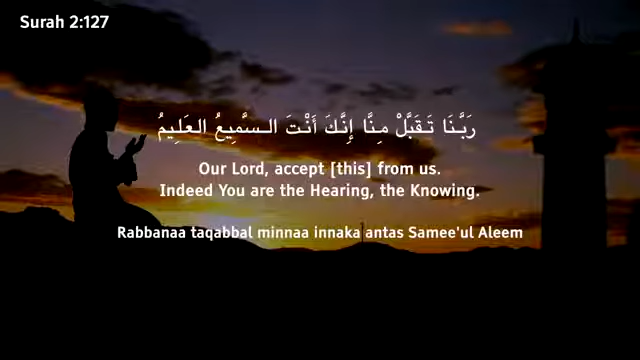 Surah 2:127
رَبَّنَا تَقَبَّلْ مِنَّا إِنَّكَ أَنْتَ السَّمِيعُ العَلِيمُ
Our Lord, accept [this] from us.
Indeed You are the Hearing, the Knowing.
Rabbanaa taqabbal minnaa innaka antas Samee'ul Aleem